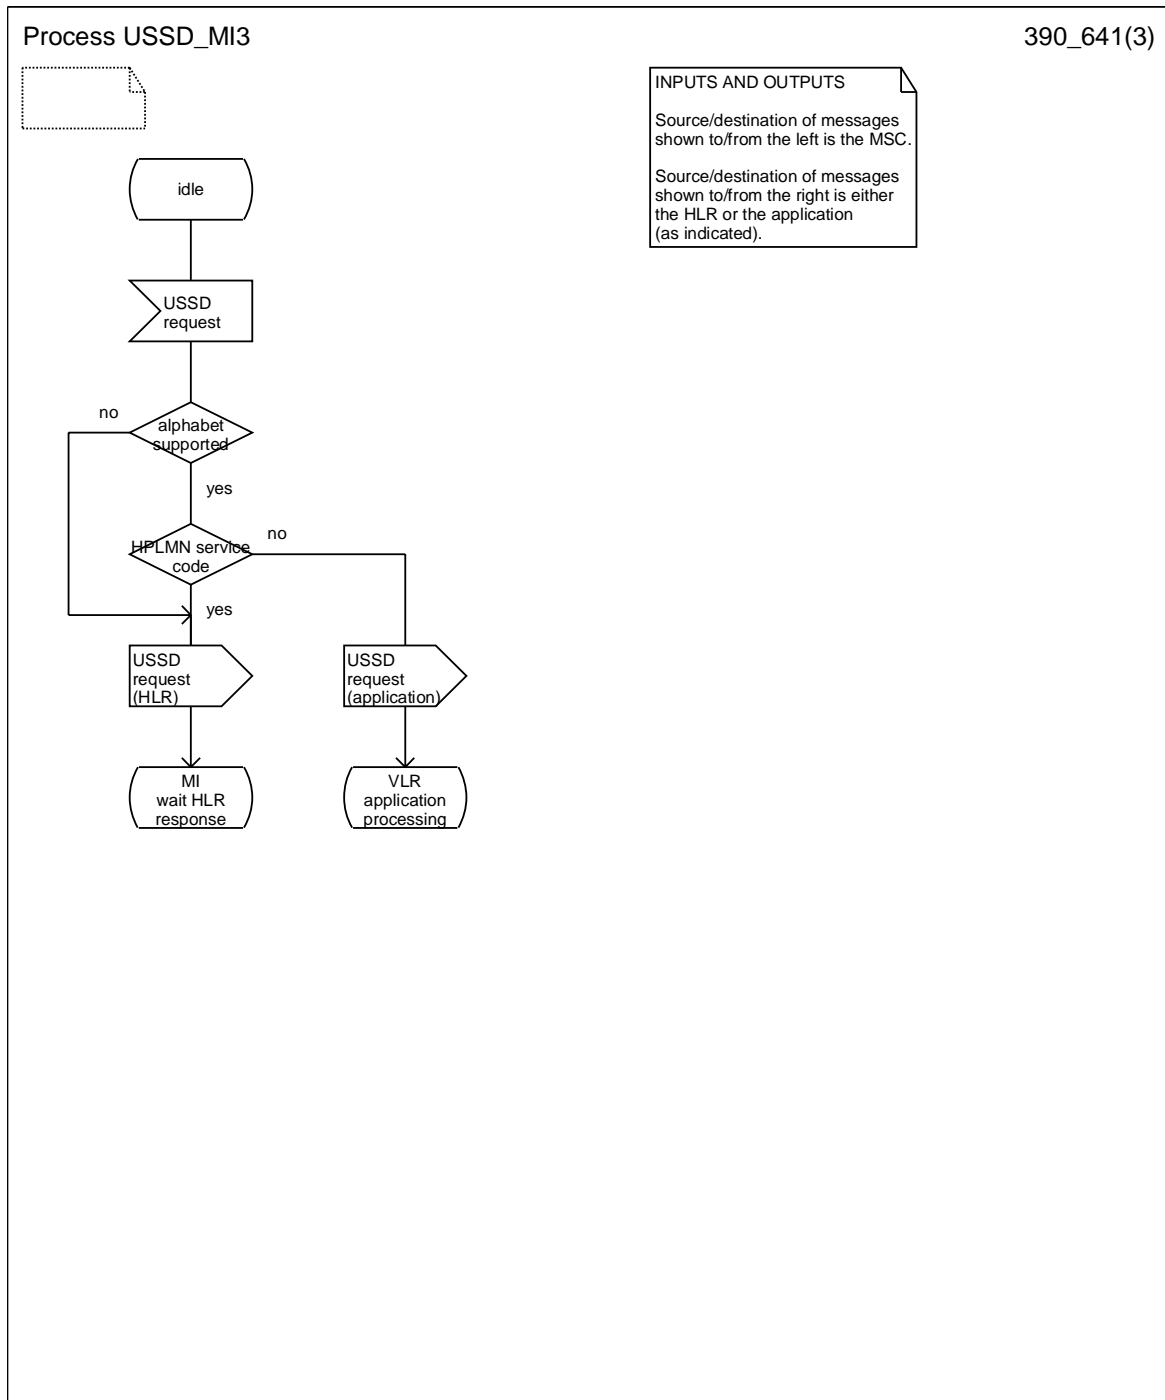 Process USSD_MI3
390_641(3)
INPUTS AND OUTPUTS
Source/destination of messages
shown to/from the left is the MSC.
Source/destination of messages
shown to/from the right is either
the HLR or the application
(as indicated).
idle
USSD
request
no
alphabet
supported
yes
no
HPLMN service
code
yes
USSD
request
(HLR)
USSD
request
(application)
MI
wait HLR
response
VLR
application
processing